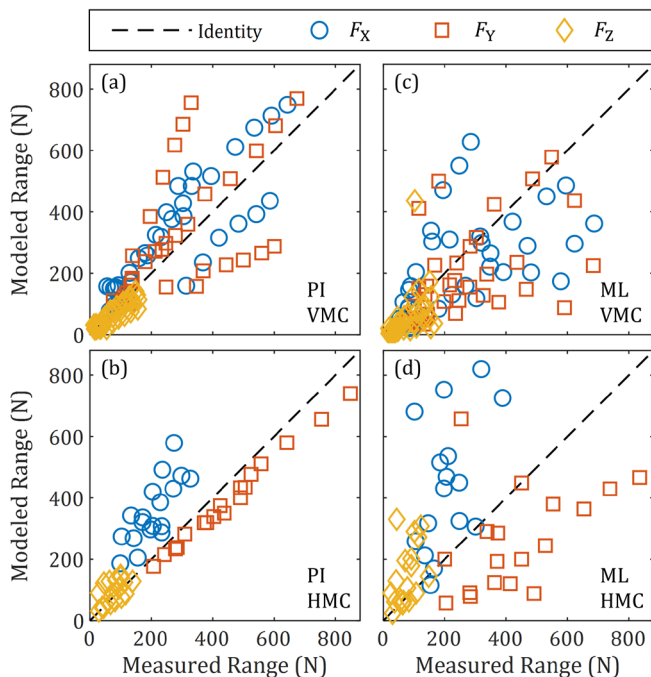 Identity F_X F_Y F_Z
Modeled Range (N)
800
600
400
200
0
(a)
PI
VMC
(c)
ML
VMC
Modeled Range (N)
800
600
400
200
0
(b)
PI
HMC
(d)
ML
HMC
0 200 400 600 800
0 200 400 600 800
Measured Range (N)
Measured Range (N)